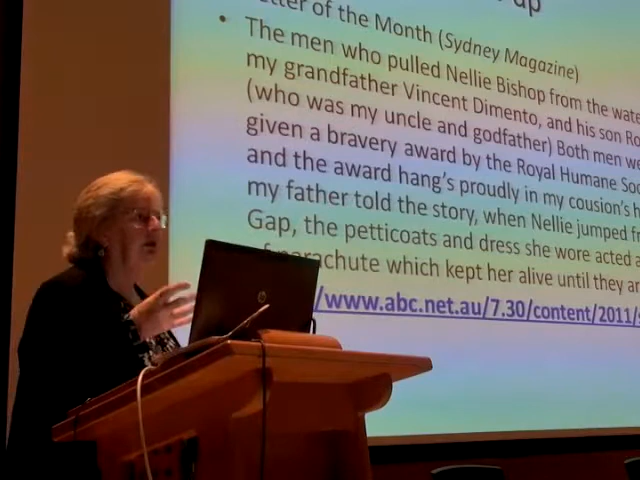 up
etter of the Month (Sydney Magazine)
• The men who pulled Nellie Bishop from the wate
my grandfather Vincent Dimento, and his son Ro
(who was my uncle and godfather) Both men we
given a bravery award by the Royal Humane Soc
and the award hang's proudly in my cousion's h
my father told the story, when Nellie jumped fr
Gap, the petticoats and dress she wore acted a
parachute which kept her alive until they ar
/www.abc.net.au/7.30/content/2011/s
hp